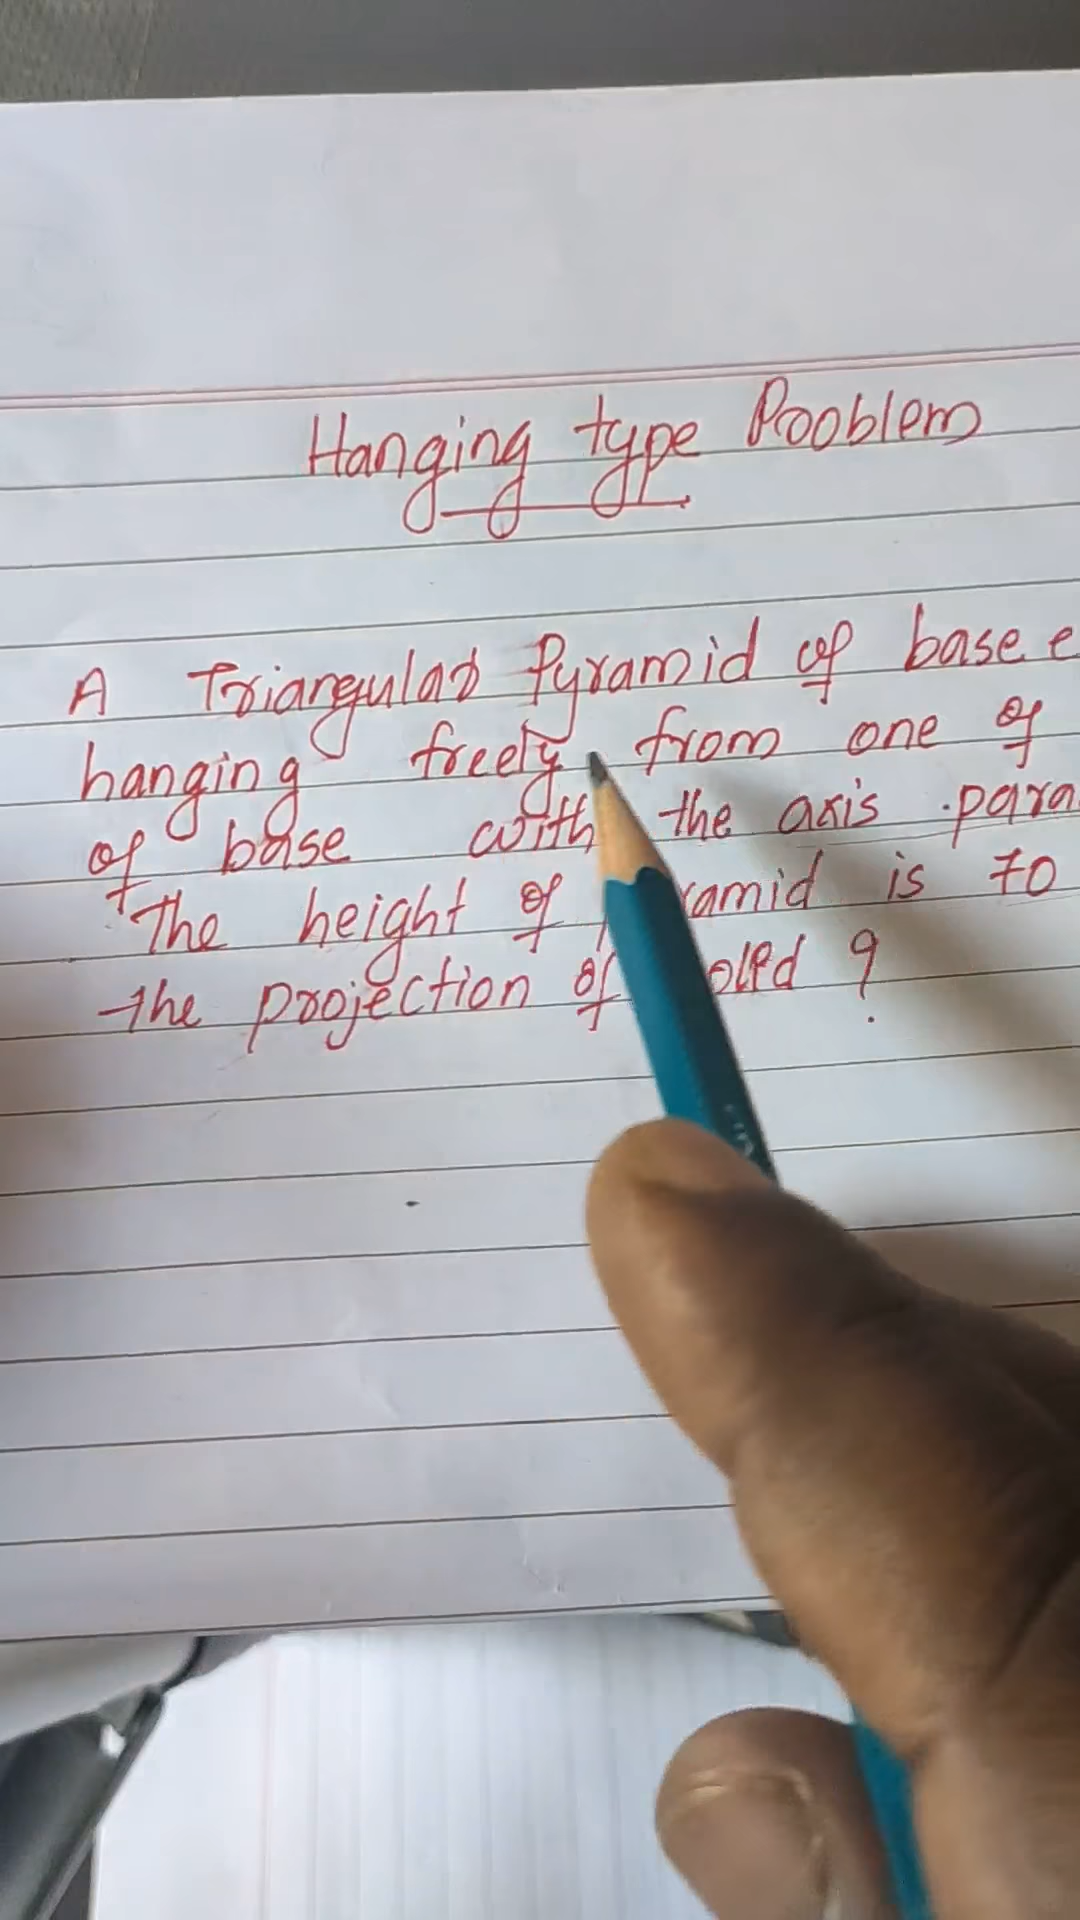 Hanging type Problem
A Triangular Pyramid of base e
hanging freely from one of
of base with the axis para
The height of ramid is 70
the projection of ?